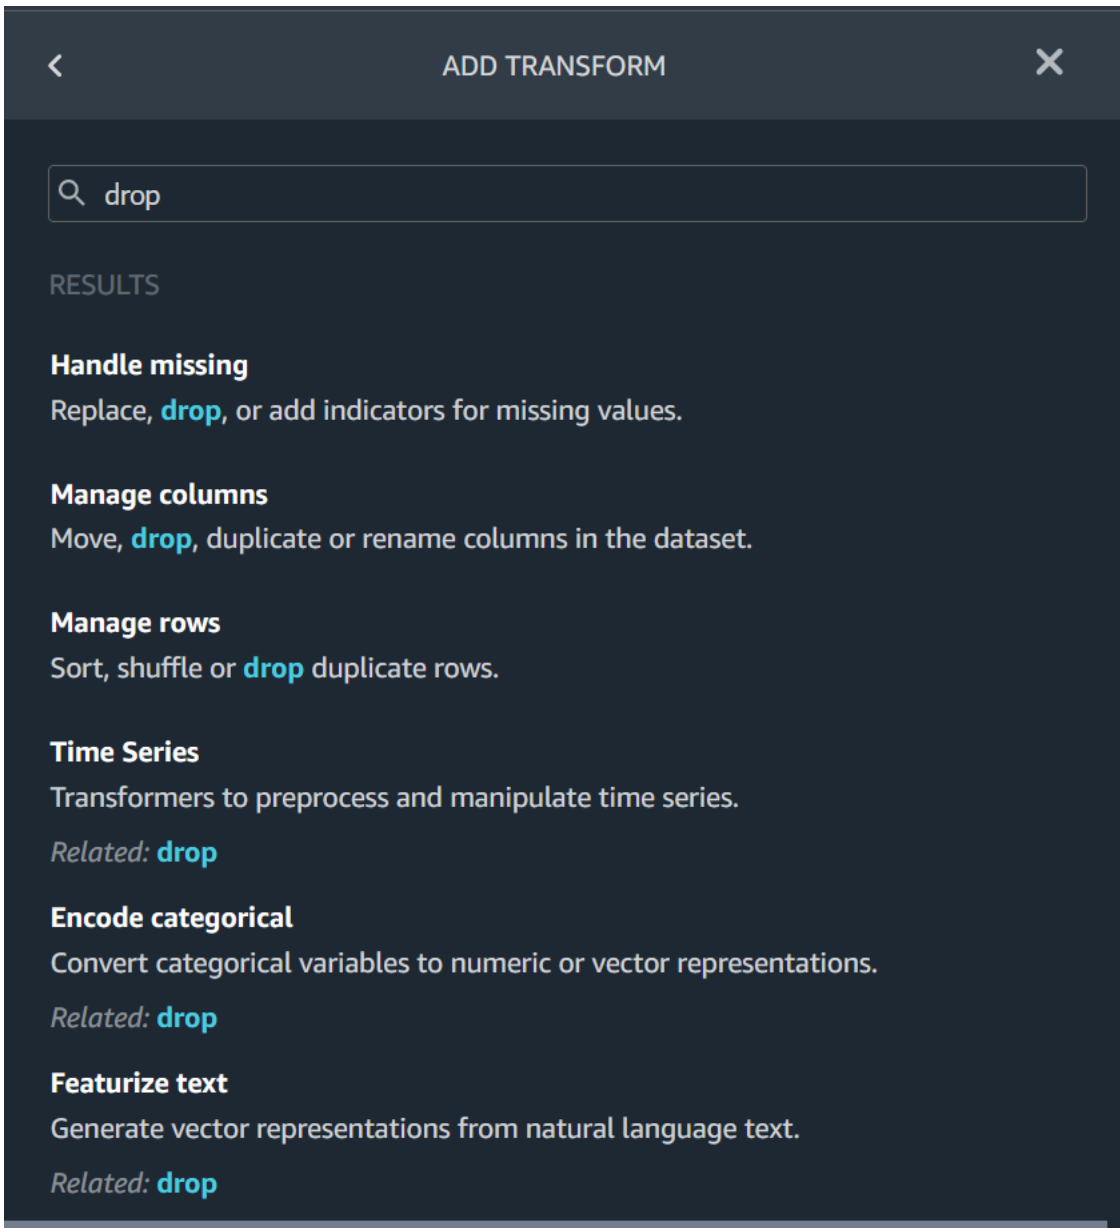 ADD TRANSFORM
drop
RESULTS
Handle missing
Replace, drop, or add indicators for missing values.
Manage columns
Move, drop, duplicate or rename columns in the dataset.
Manage rows
Sort, shuffle or drop duplicate rows.
Time Series
Transformers to preprocess and manipulate time series.
Related: drop
Encode categorical
Convert categorical variables to numeric or vector representations.
Related: drop
Featurize text
Generate vector representations from natural language text.
Related: drop